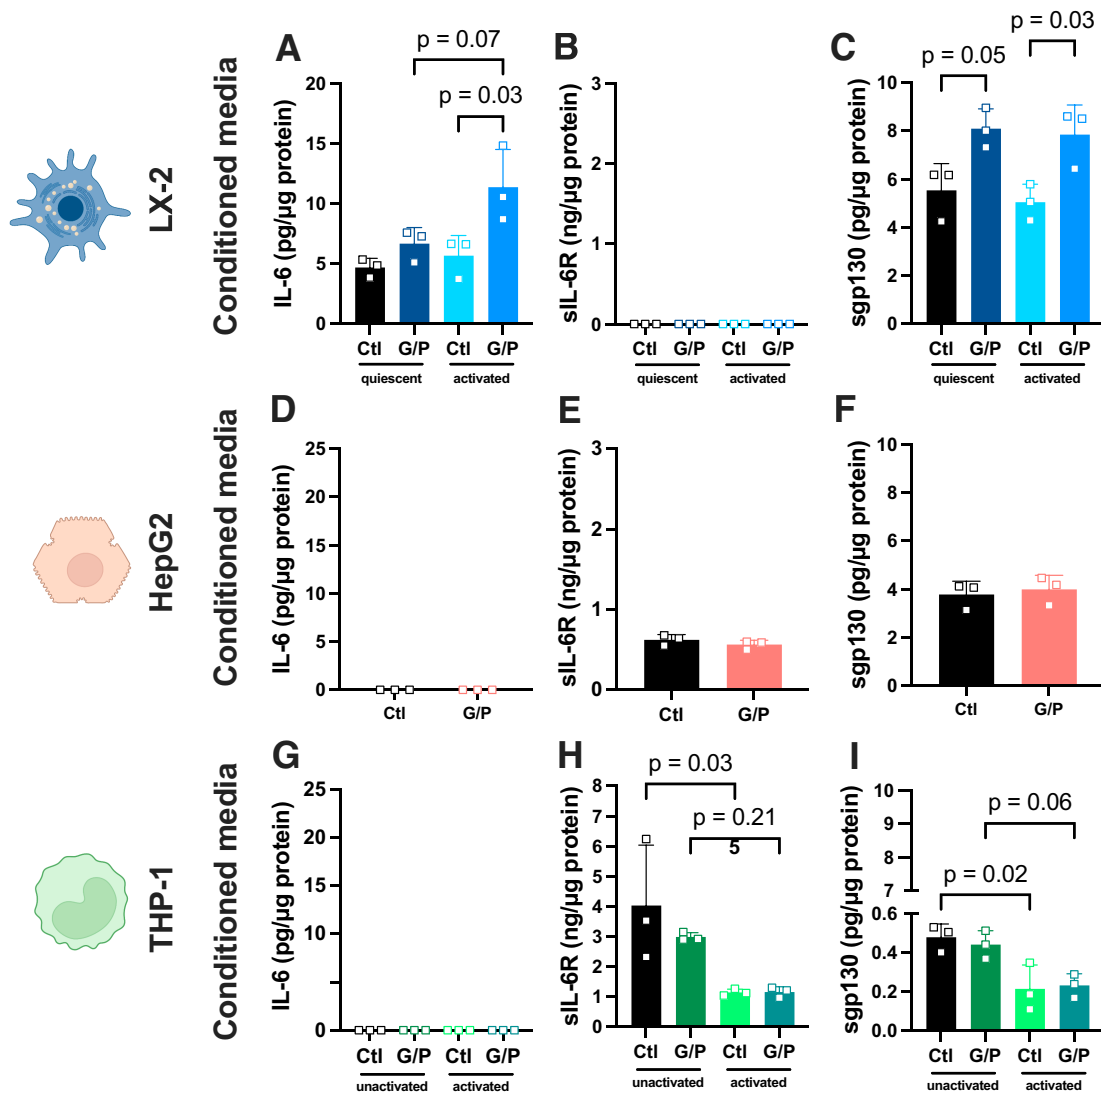 LX-2
Conditioned media
A
p = 0.07
p = 0.03
IL-6 (pg/µg protein)
20
15
10
5
0
Ctl G/P Ctl G/P
quiescent activated
B
sIL-6R (ng/µg protein)
3
2
1
0
Ctl G/P Ctl G/P
quiescent activated
C
p = 0.05
p = 0.03
sgp130 (pg/µg protein)
10
8
6
4
2
0
Ctl G/P Ctl G/P
quiescent activated
HepG2
Conditioned media
D
IL-6 (pg/µg protein)
25
20
15
10
5
0
Ctl G/P
E
sIL-6R (ng/µg protein)
3
2
1
0
Ctl G/P
F
sgp130 (pg/µg protein)
10
8
6
4
2
0
Ctl G/P
THP-1
Conditioned media
G
IL-6 (pg/µg protein)
25
20
15
10
0
Ctl G/P Ctl G/P
unactivated activated
H
p = 0.03
p = 0.21
5
sIL-6R (ng/µg protein)
8
7
6
5
4
3
2
1
0
Ctl G/P Ctl G/P
unactivated activated
I
p = 0.06
p = 0.02
sgp130 (pg/µg protein)
10
9
8
7
0.6
0.4
0.2
0.0
Ctl G/P Ctl G/P
unactivated activated